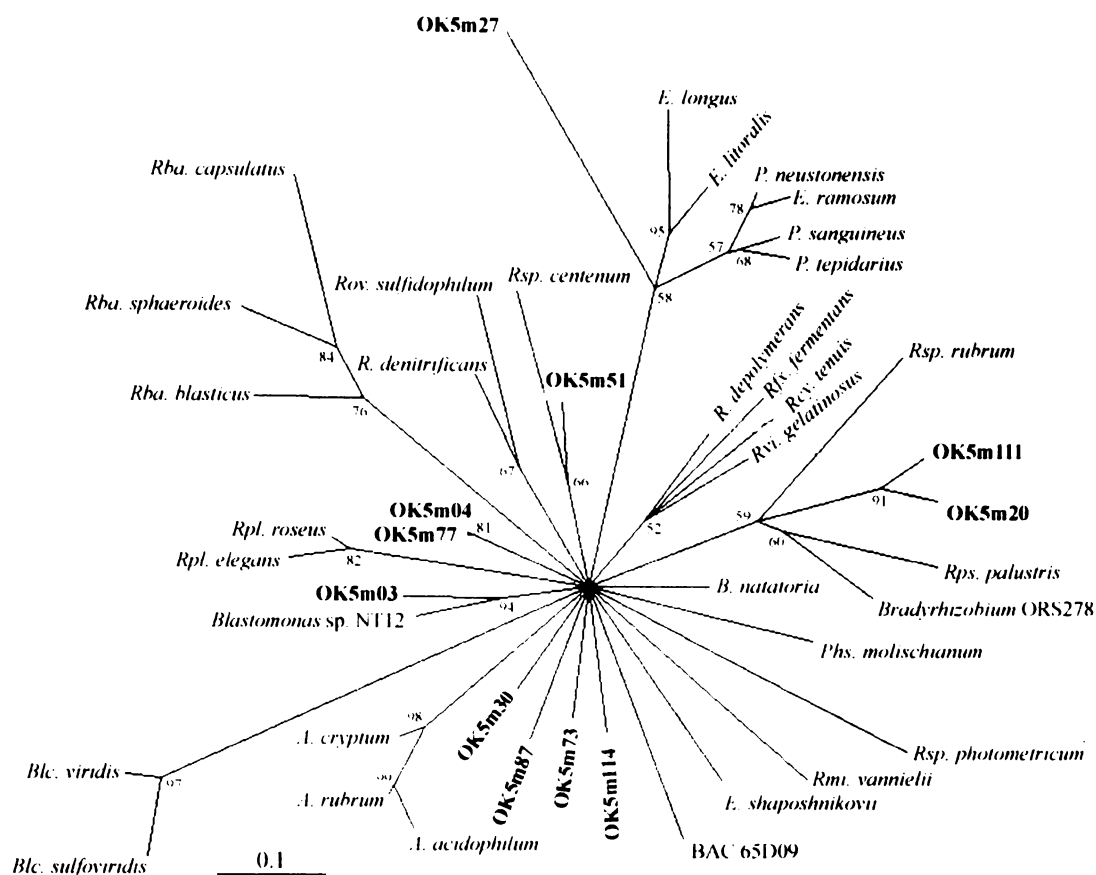 OK5m27
E. longus
E. litoralis
Rba. capsulatus
P. neustonensis
78
E. ramosum
95
P. sanguineus
57
68
P. tepidarius
Rov. sulfidophilum
Rsp. centenum
58
Rba. sphaeroides
84
R. denitrificans
R. depolymerans
Rfx. fermentans
Rcy. tenuis
Rvi. gelatinosus
Rsp. rubrum
OK5m51
Rba. blasticus
76
67
66
OK5m111
91
OK5m20
OK5m04
81
OK5m77
52
59
60
Rpl. roseus
Rpl. elegans
82
Rps. palustris
B. natatoria
OK5m03
94
Blastomonas sp. NT12
Bradyrhizobium ORS278
Phs. molischianum
OK5m30
98
A. cryptum
OK5m87
OK5m73
OK5m114
Rsp. photometricum
Blc. viridis
97
99
A. rubrum
Rmi. vannielii
E. shaposhnikovii
A. acidophilum
BAC 65D09
Blc. sulfoviridis
0.1